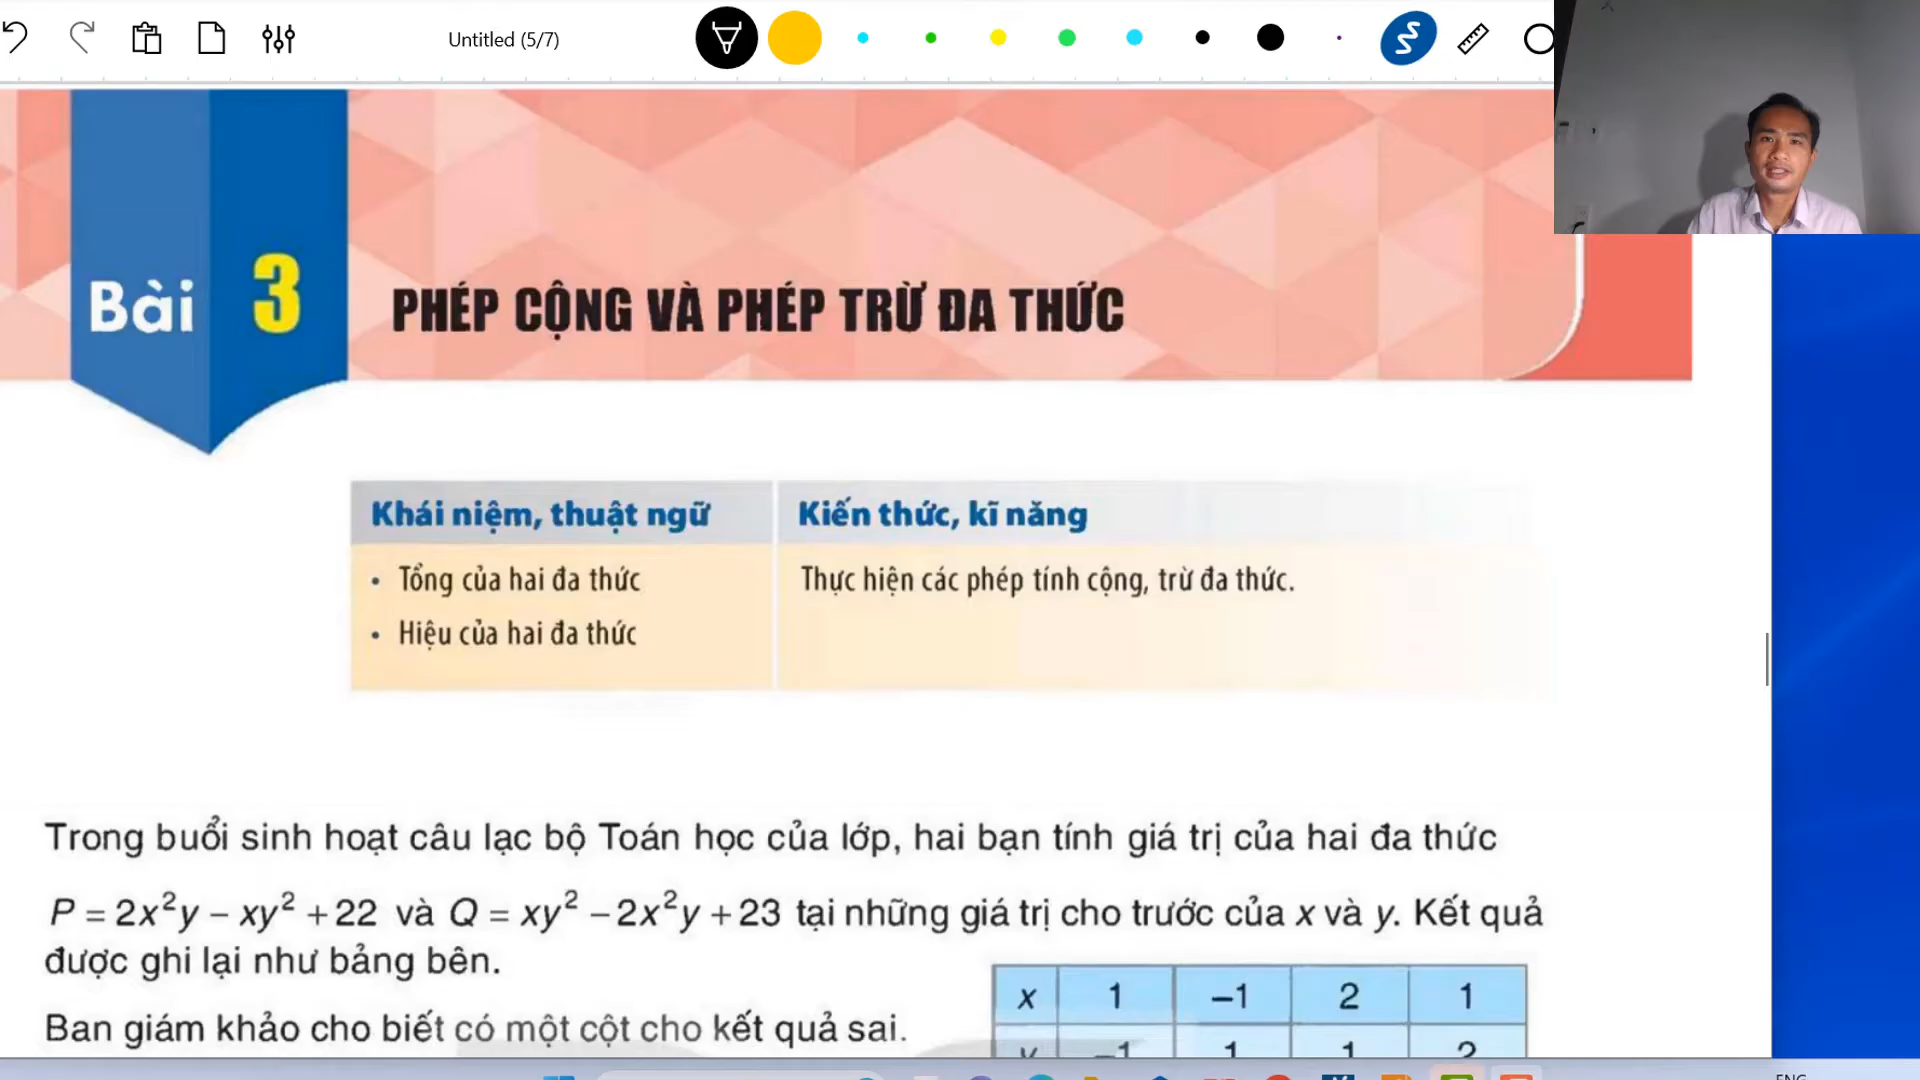 Untitled (5/7)
Bài 3
PHÉP CỘNG VÀ PHÉP TRỪ ĐA THỨC
Khái niệm, thuật ngữ
• Tổng của hai đa thức
• Hiệu của hai đa thức
Kiến thức, kĩ năng
Thực hiện các phép tính cộng, trừ đa thức.
Trong buổi sinh hoạt câu lạc bộ Toán học của lớp, hai bạn tính giá trị của hai đa thức
P = 2x²y – xy² + 22 và Q = xy² – 2x²y + 23 tại những giá trị cho trước của x và y. Kết quả
được ghi lại như bảng bên.
Ban giám khảo cho biết có một cột cho kết quả sai.
x 1 –1 2 1
y –1 1 1 2
ENG